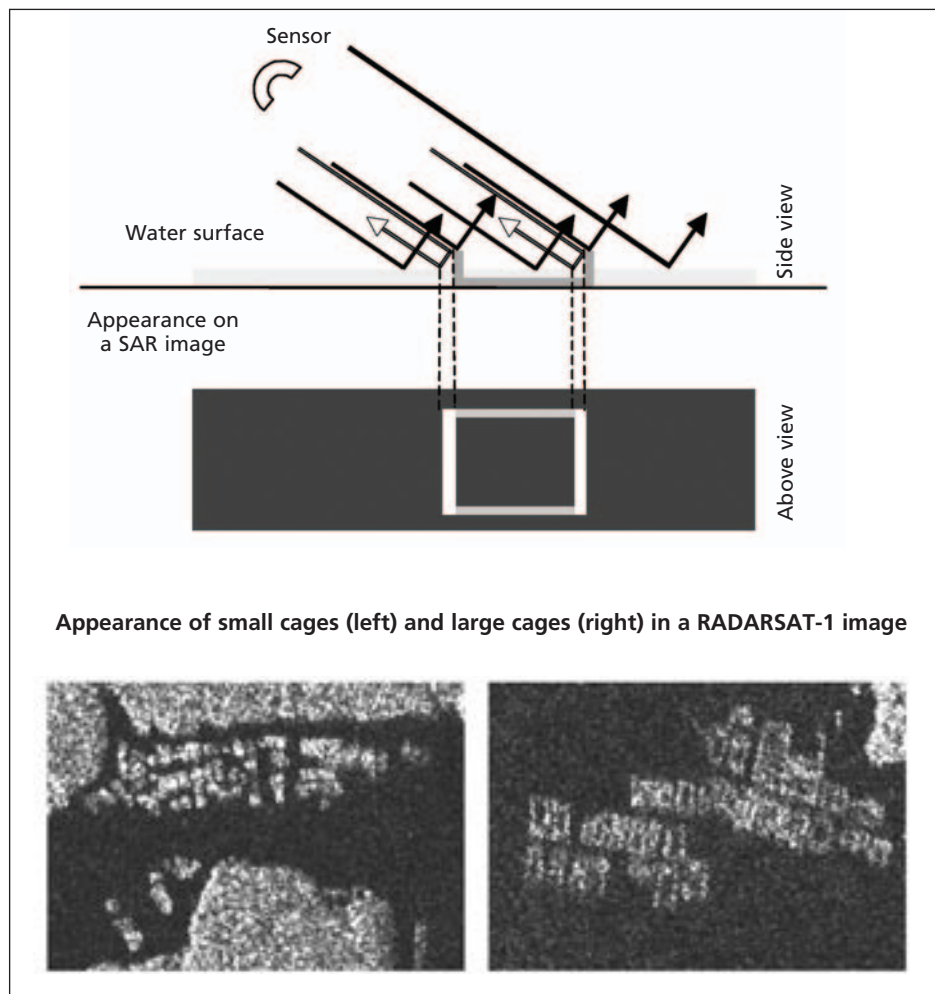 Sensor
Side view
Water surface
Appearance on
a SAR image
Above view
Appearance of small cages (left) and large cages (right) in a RADARSAT-1 image